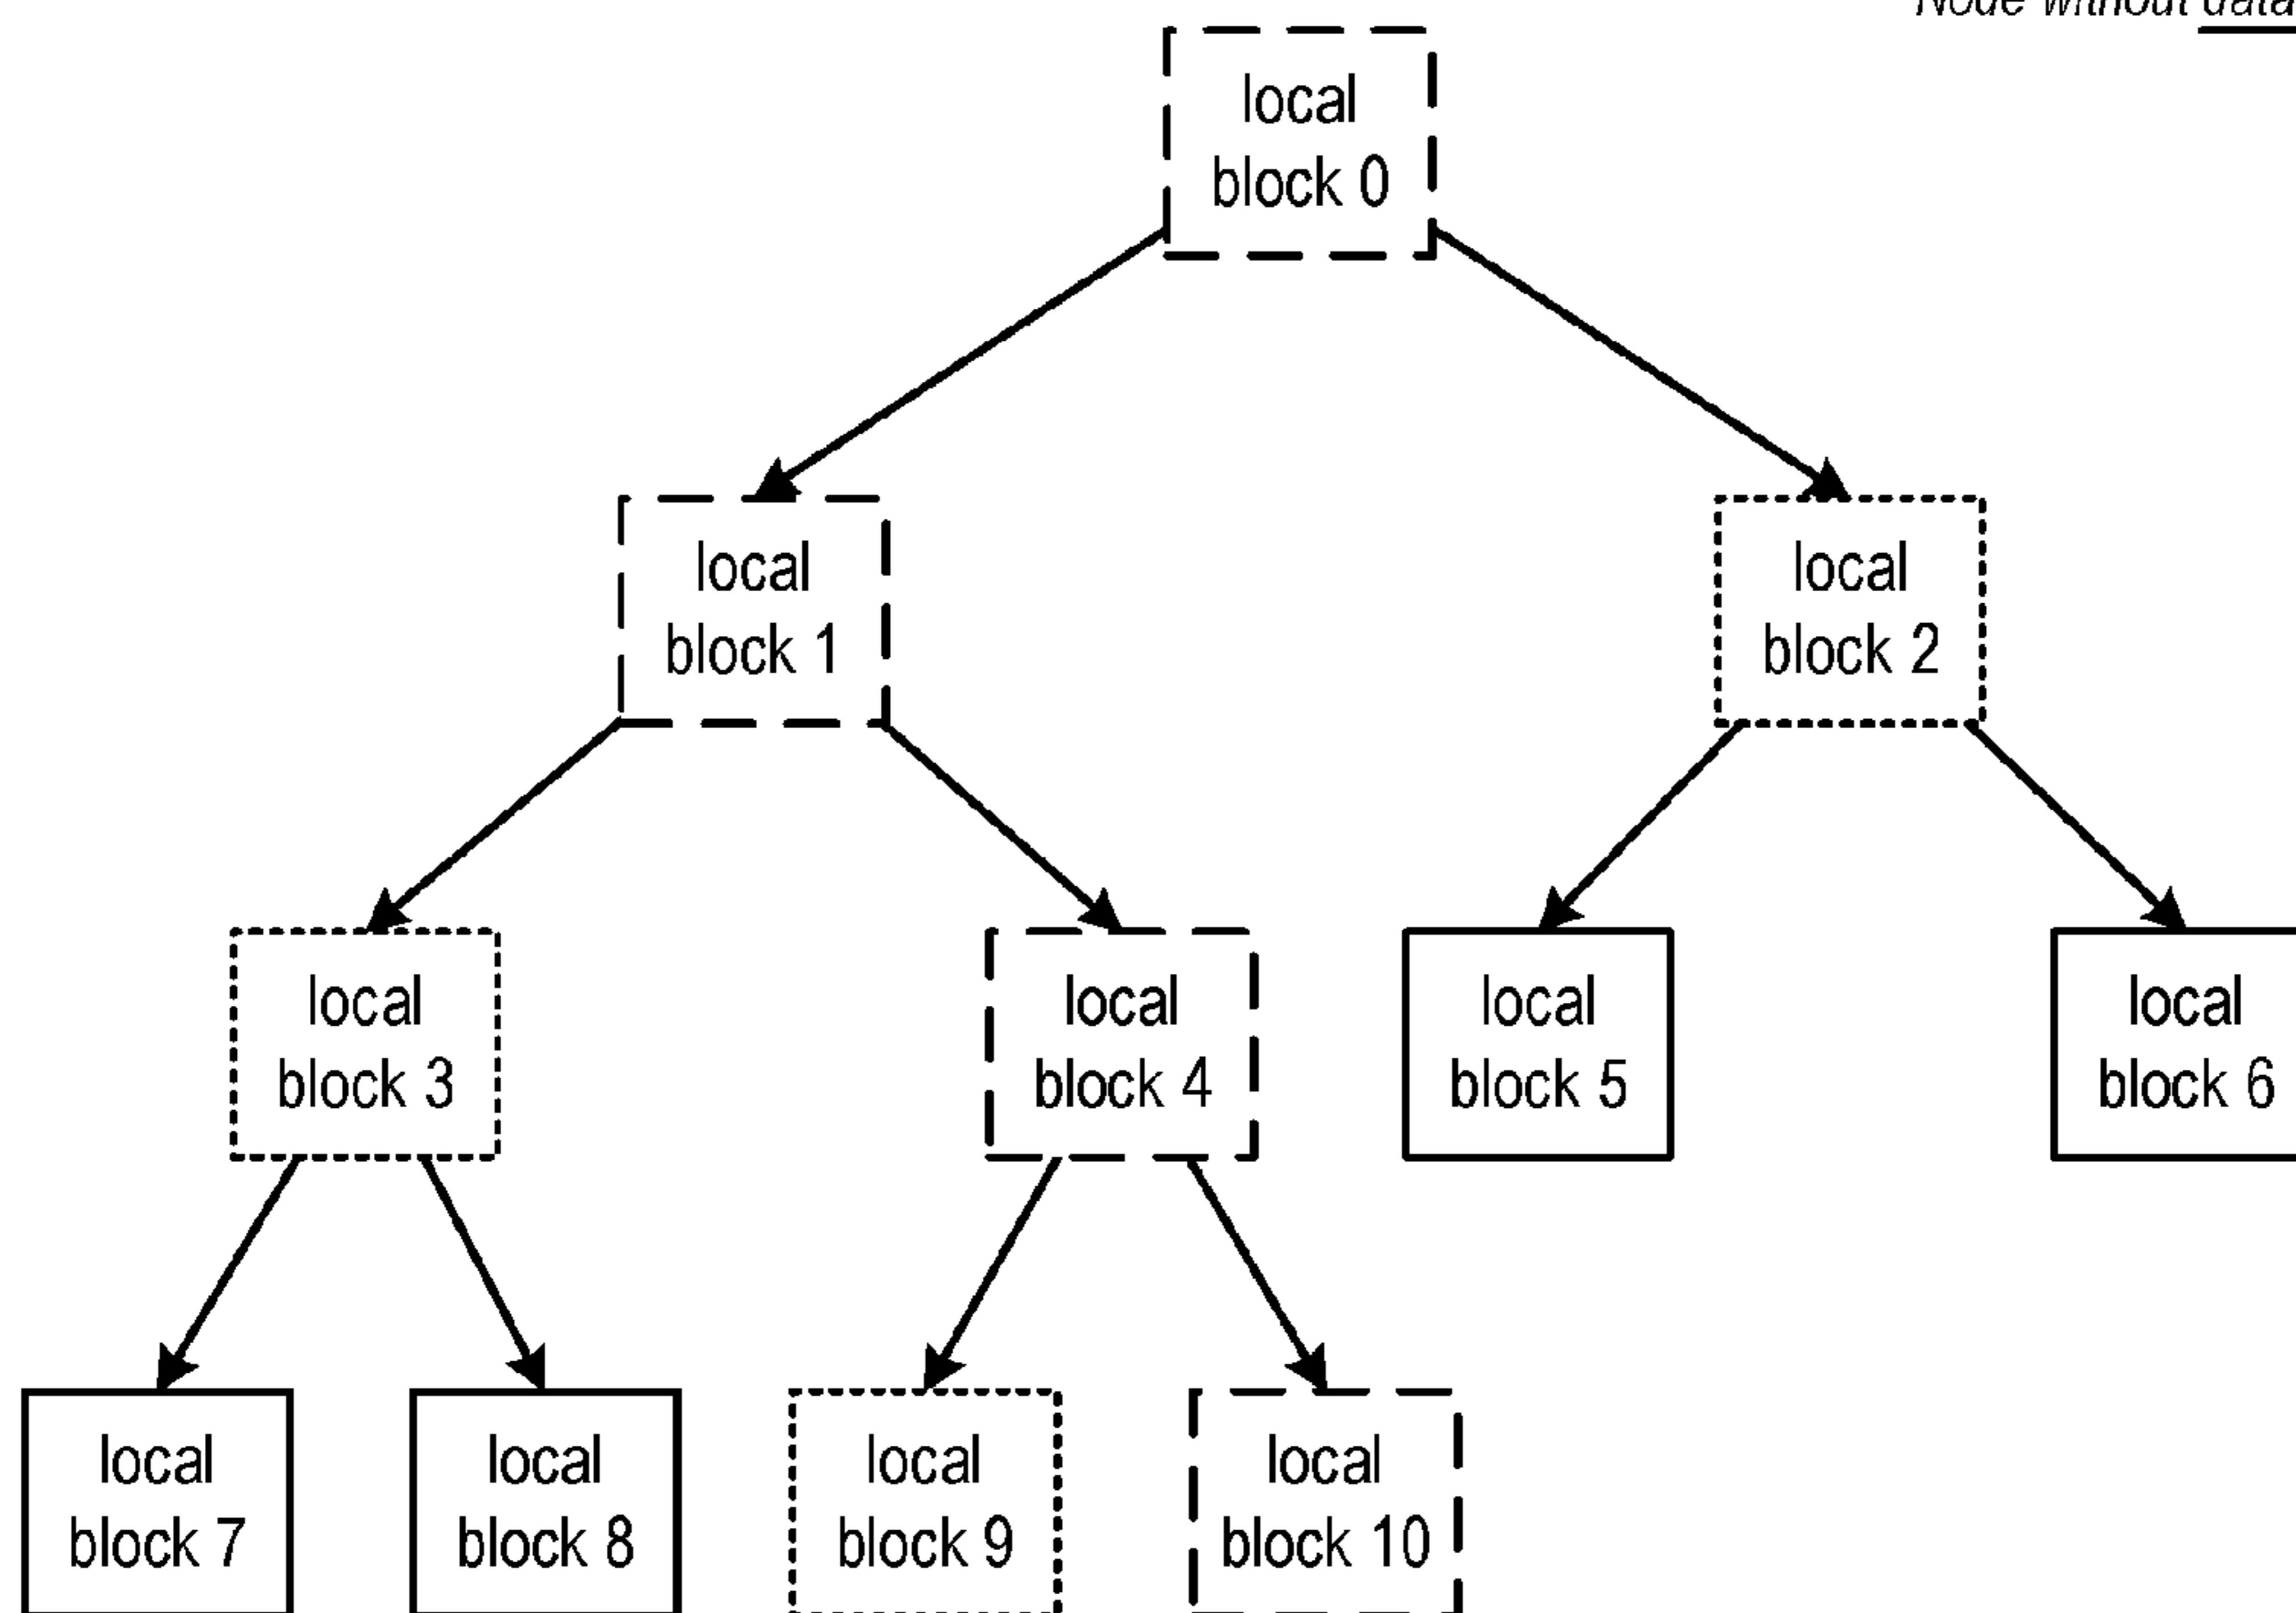 Node without data
local
block 0
local
block 1
local
block 2
local
block 3
local
block 4
local
block 5
local
block 6
local
block 7
local
block 8
local
block 9
local
block 10